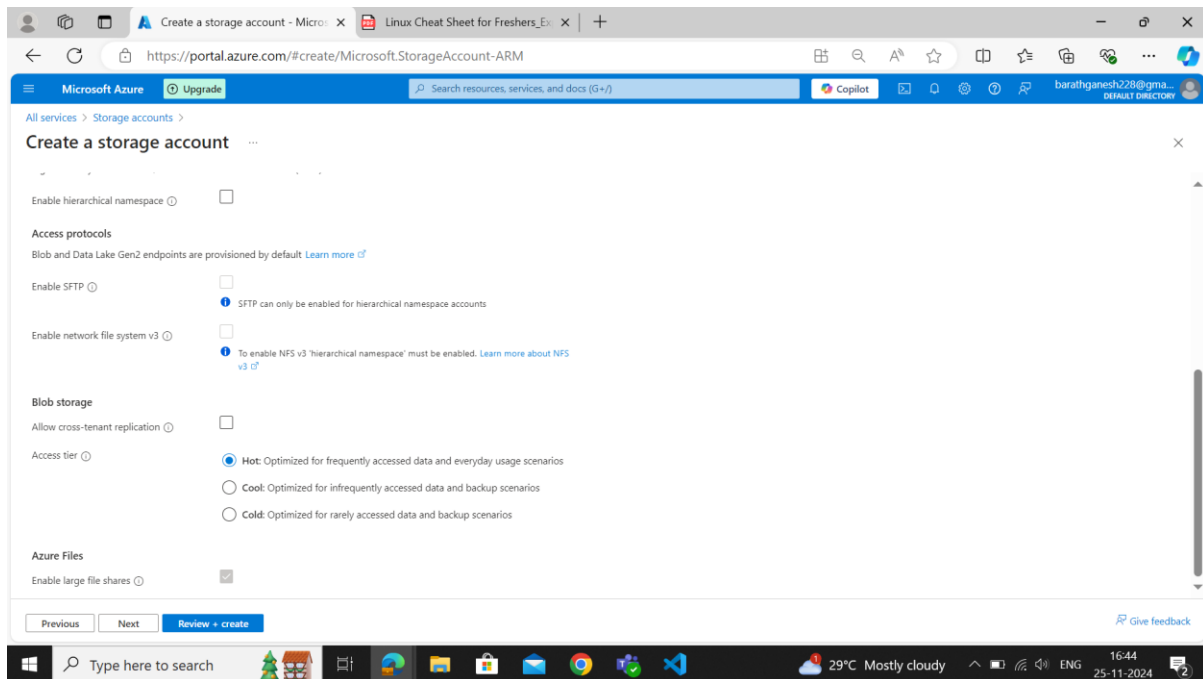 Create a storage account - Micros
Linux Cheat Sheet for Freshers_Ex
https://portal.azure.com/#create/Microsoft.StorageAccount-ARM
Microsoft Azure
Upgrade
Search resources, services, and docs (G+/)
Copilot
barathganesh228@gma...
DEFAULT DIRECTORY
All services > Storage accounts >
Create a storage account ...
Enable hierarchical namespace
Access protocols
Blob and Data Lake Gen2 endpoints are provisioned by default Learn more
Enable SFTP
SFTP can only be enabled for hierarchical namespace accounts
Enable network file system v3
To enable NFS v3 'hierarchical namespace' must be enabled. Learn more about NFS
v3
Blob storage
Allow cross-tenant replication
Access tier
Hot: Optimized for frequently accessed data and everyday usage scenarios
Cool: Optimized for infrequently accessed data and backup scenarios
Cold: Optimized for rarely accessed data and backup scenarios
Azure Files
Enable large file shares
Previous
Next
Review + create
Give feedback
Type here to search
29°C Mostly cloudy
ENG
16:44
25-11-2024